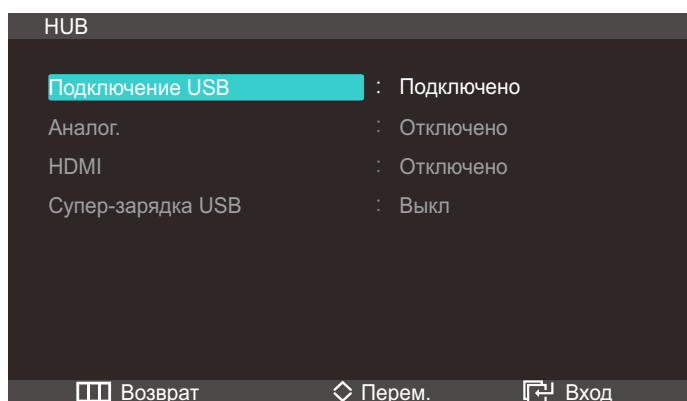 HUB
Подключение USB : Подключено
Аналог. : Отключено
HDMI : Отключено
Супер-зарядка USB : Выкл
Возврат Перем. Вход